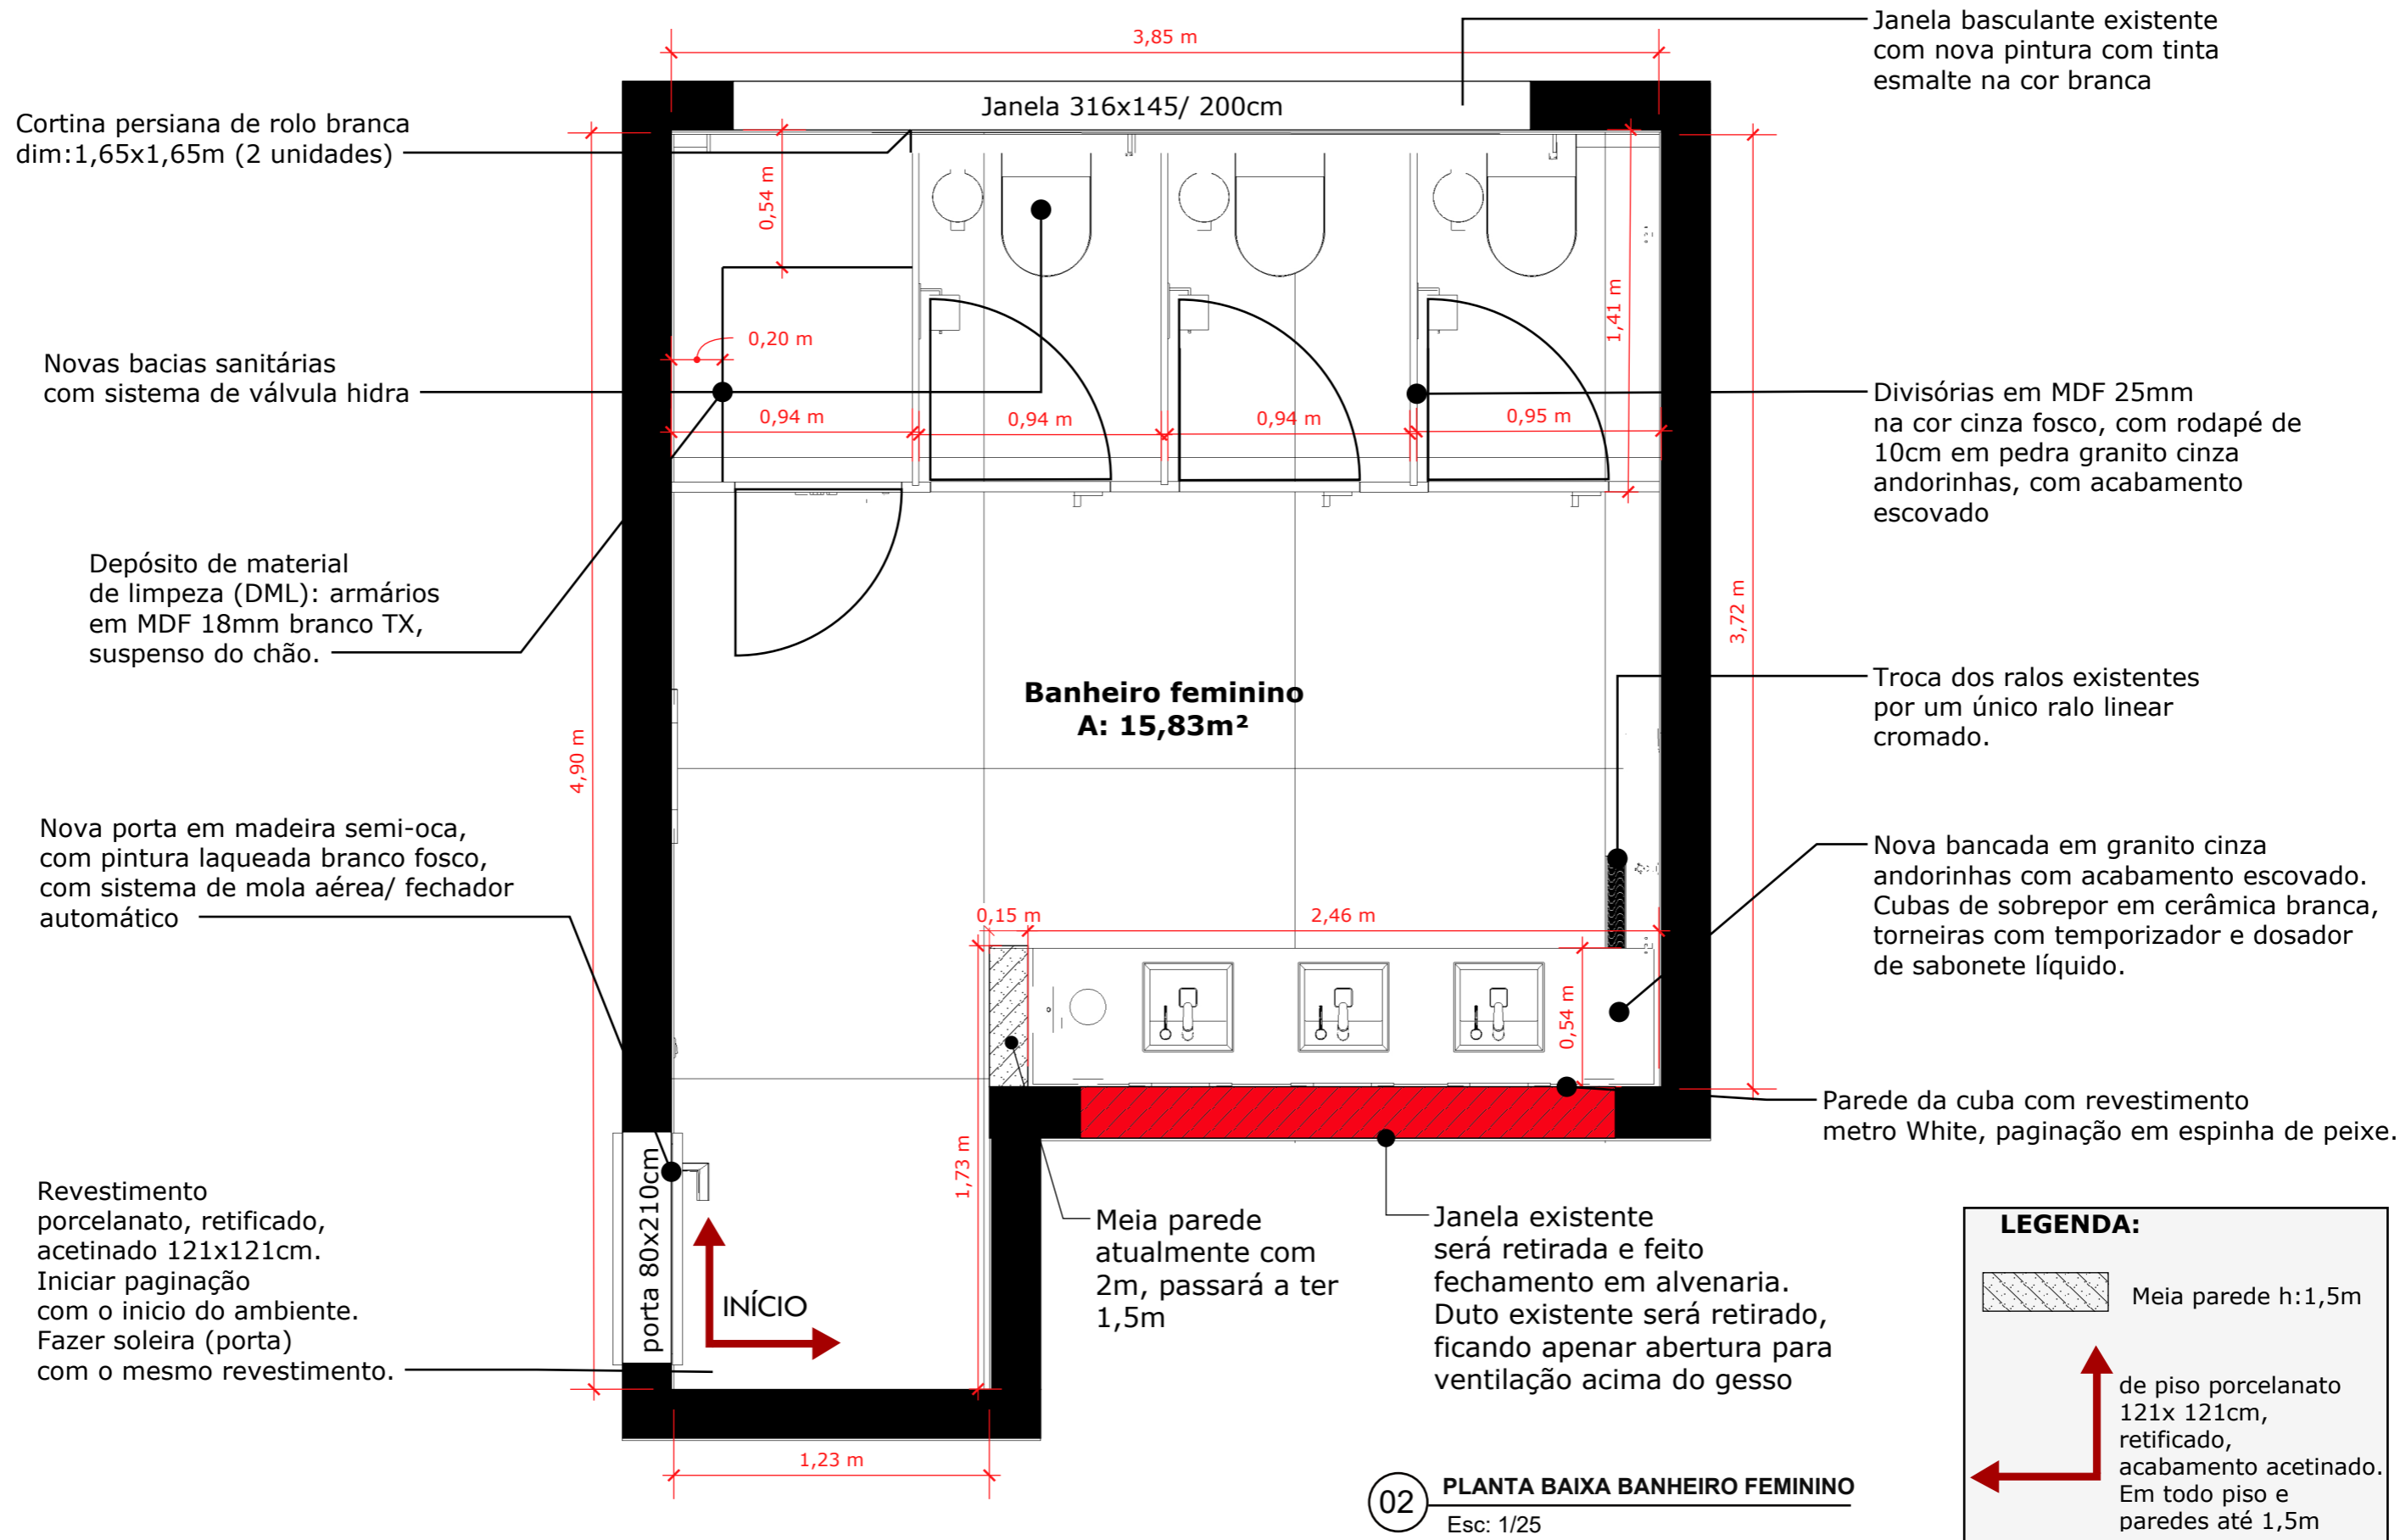 3,85 m
Janela basculante existente
com nova pintura com tinta
esmalte na cor branca
Janela 316x145/ 200cm
Cortina persiana de rolo branca
dim:1,65x1,65m (2 unidades)
0,54 m
1,41 m
0,20 m
Novas bacias sanitárias
com sistema de válvula hidra
0,94 m
0,94 m
0,94 m
0,95 m
Divisórias em MDF 25mm
na cor cinza fosco, com rodapé de
10cm em pedra granito cinza
andorinhas, com acabamento
escovado
Depósito de material
de limpeza (DML): armários
em MDF 18mm branco TX,
suspenso do chão.
3,72 m
Banheiro feminino
A: 15,83m²
4,90 m
Troca dos ralos existentes
por um único ralo linear
cromado.
Nova porta em madeira semi-oca,
com pintura laqueada branco fosco,
com sistema de mola aérea/ fechador
automático
Nova bancada em granito cinza
andorinhas com acabamento escovado.
Cubas de sobrepor em cerâmica branca,
torneiras com temporizador e dosador
de sabonete líquido.
0,15 m
2,46 m
0,54 m
Parede da cuba com revestimento
metro White, paginação em espinha de peixe.
1,73 m
porta 80x210cm
INÍCIO
Revestimento
porcelanato, retificado,
acetinado 121x121cm.
Iniciar paginação
com o inicio do ambiente.
Fazer soleira (porta)
com o mesmo revestimento.
Meia parede
atualmente com
2m, passará a ter
1,5m
Janela existente
será retirada e feito
fechamento em alvenaria.
Duto existente será retirado,
ficando apenar abertura para
ventilação acima do gesso
1,23 m
LEGENDA:
Meia parede h:1,5m
de piso porcelanato
121x 121cm,
retificado,
acabamento acetinado.
Em todo piso e
paredes até 1,5m
02
PLANTA BAIXA BANHEIRO FEMININO
Esc: 1/25